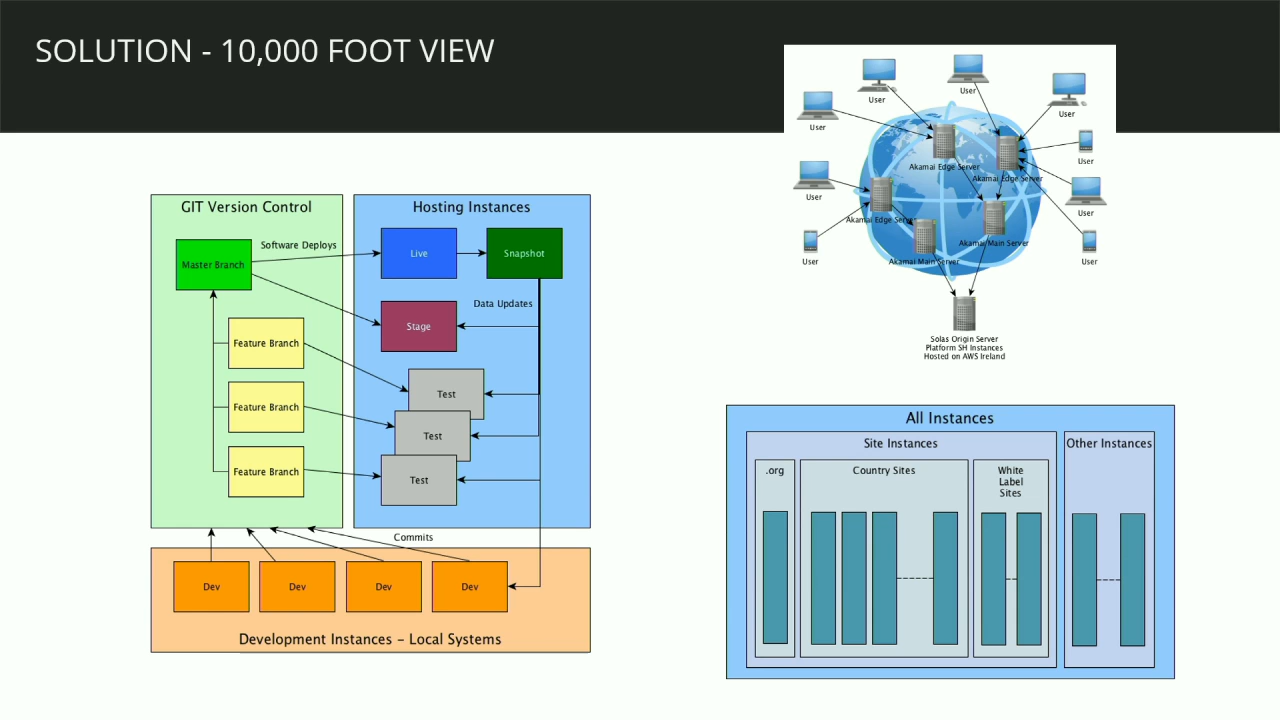 SOLUTION - 10,000 FOOT VIEW
GIT Version Control
Software Deploys
Master Branch
Feature Branch
Feature Branch
Feature Branch
Hosting Instances
Live
Snapshot
Data Updates
Stage
Test
Test
Test
Commits
Dev
Dev
Dev
Dev
Development Instances – Local Systems
User
User
User
User
User
User
User
User
User
Akamai Edge Server
Akamai Edge Server
Akamai Edge Server
Akamai Main Server
Akamai Main Server
Solas Origin Server
Platform SH Instances
Hosted on AWS Ireland
All Instances
Site Instances
Other Instances
.org
Country Sites
White
Label
Sites